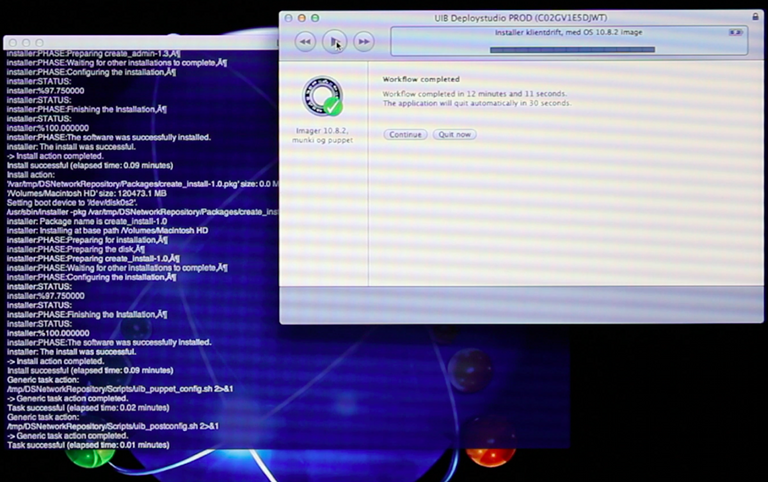 installer:PHASE:Preparing create_admin-1.3‚Ä¶
installer:PHASE:Waiting for other installations to complete‚Ä¶
installer:PHASE:Configuring the installation‚Ä¶
installer:STATUS:
installer:%97.750000
installer:STATUS:
installer:PHASE:Finishing the Installation‚Ä¶
installer:STATUS:
installer:%100.000000
installer:PHASE:The software was successfully installed.
installer: The install was successful.
-> Install action completed.
Install successful (elapsed time: 0.09 minutes)
Install action:
'/var/tmp/DSNetworkRepository/Packages/create_install-1.0.pkg' size: 0.0 M
'/Volumes/Macintosh HD' size: 120473.1 MB
Setting boot device to '/dev/disk0s2'.
/usr/sbin/installer -pkg /var/tmp/DSNetworkRepository/Packages/create_inst
installer: Package name is create_install-1.0
installer: Installing at base path /Volumes/Macintosh HD
installer:PHASE:Preparing for installation‚Ä¶
installer:PHASE:Preparing the disk‚Ä¶
installer:PHASE:Preparing create_install-1.0‚Ä¶
installer:PHASE:Waiting for other installations to complete‚Ä¶
installer:PHASE:Configuring the installation‚Ä¶
installer:STATUS:
installer:%97.750000
installer:STATUS:
installer:PHASE:Finishing the Installation‚Ä¶
installer:STATUS:
installer:%100.000000
installer:PHASE:The software was successfully installed.
installer: The install was successful.
-> Install action completed.
Install successful (elapsed time: 0.09 minutes)
Generic task action:
/tmp/DSNetworkRepository/Scripts/uib_puppet_config.sh 2>&1
-> Generic task action completed.
Task successful (elapsed time: 0.02 minutes)
Generic task action:
/tmp/DSNetworkRepository/Scripts/uib_postconfig.sh 2>&1
-> Generic task action completed.
Task successful (elapsed time: 0.01 minutes)
UIB Deploystudio PROD (C02GV1E5DJWT)
Installer klientdrift, med OS 10.8.2 image
Imager 10.8.2,
munki og puppet
Workflow completed
Workflow completed in 12 minutes and 11 seconds.
The application will quit automatically in 30 seconds.
Continue Quit now